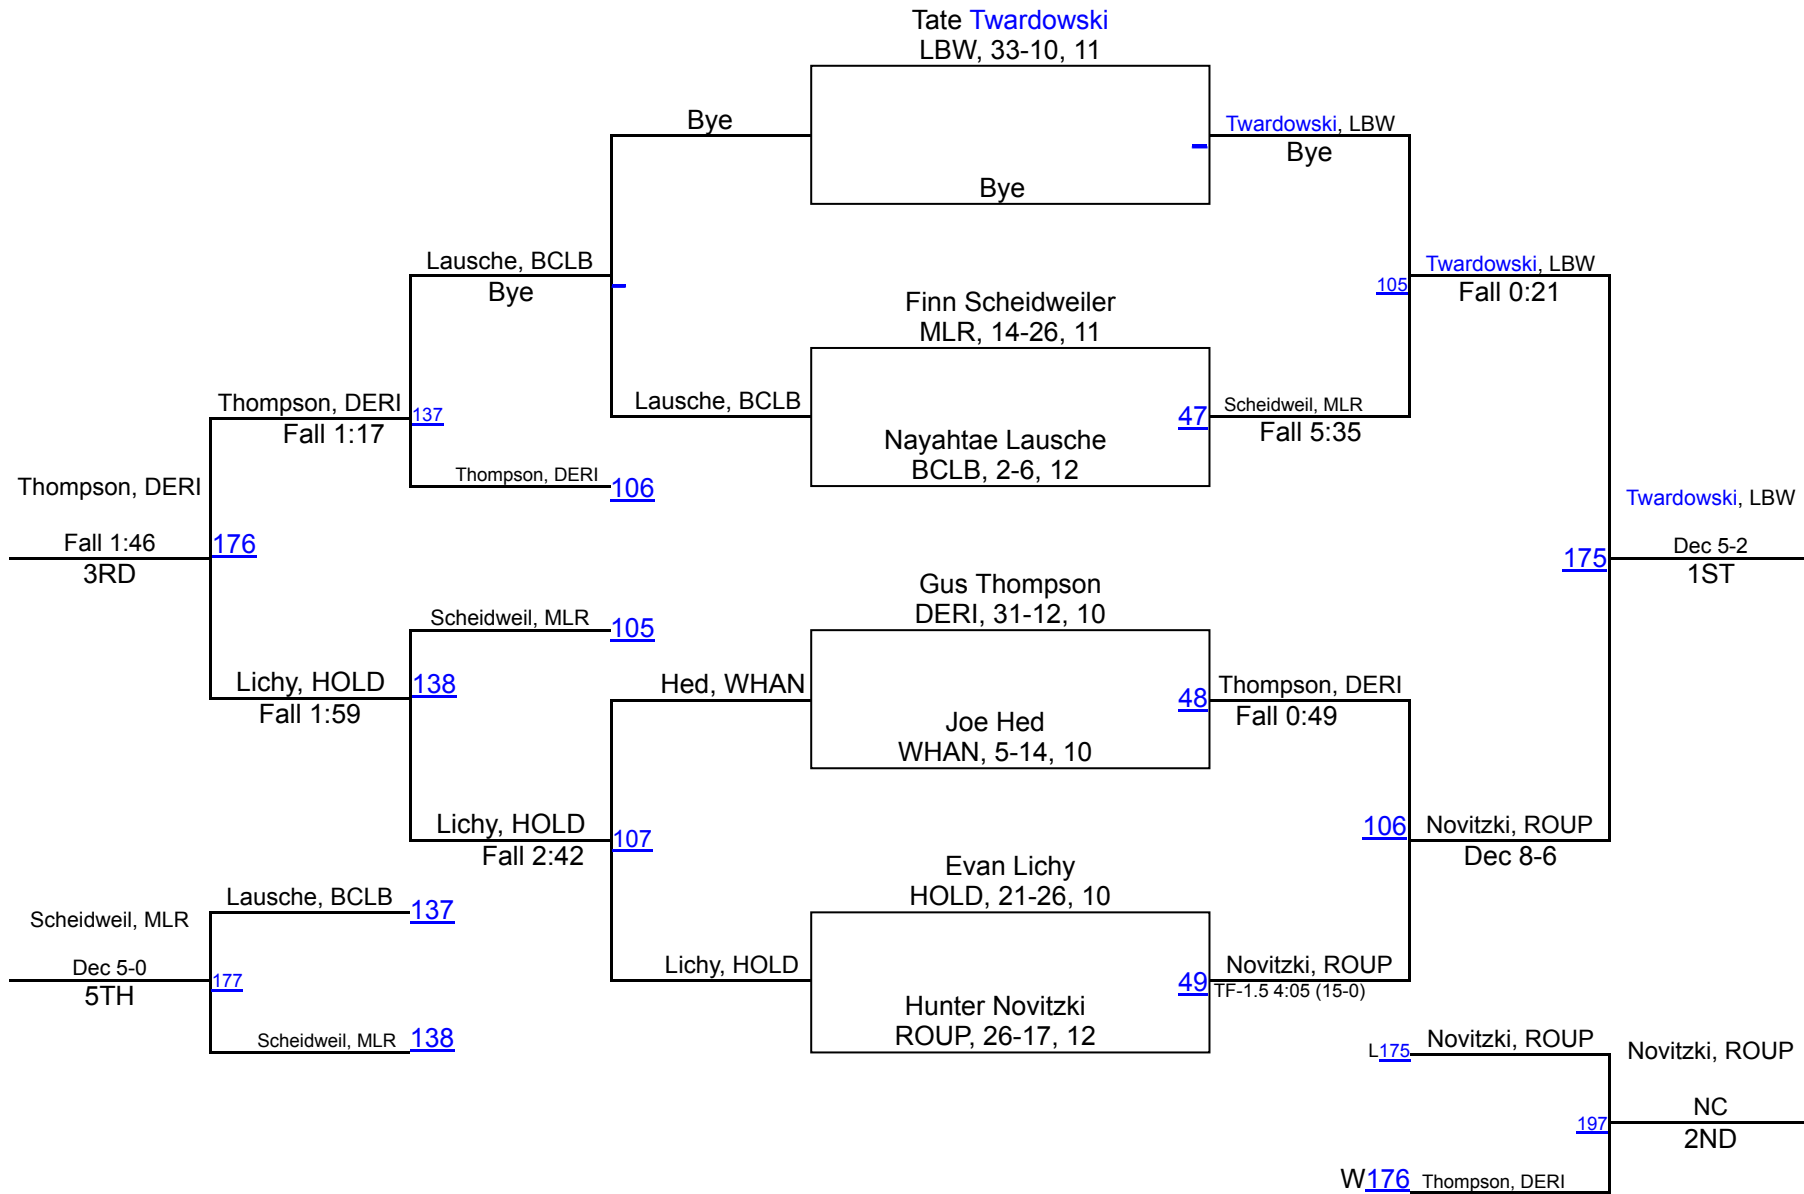 Tate Twardowski
LBW, 33-10, 11
Bye
Twardowski, LBW
Bye
Bye
Lausche, BCLB
Bye
Twardowski, LBW
105
Fall 0:21
Finn Scheidweiler
MLR, 14-26, 11
Lausche, BCLB
47
Scheidweil, MLR
Fall 5:35
Nayahtae Lausche
BCLB, 2-6, 12
Thompson, DERI
137
Fall 1:17
Thompson, DERI
106
Thompson, DERI
Fall 1:46
176
3RD
Twardowski, LBW
175
Dec 5-2
1ST
Gus Thompson
DERI, 31-12, 10
Scheidweil, MLR
105
Lichy, HOLD
138
Fall 1:59
Hed, WHAN
48
Thompson, DERI
Fall 0:49
Joe Hed
WHAN, 5-14, 10
Lichy, HOLD
107
Fall 2:42
106
Novitzki, ROUP
Dec 8-6
Evan Lichy
HOLD, 21-26, 10
Lausche, BCLB
137
Scheidweil, MLR
Dec 5-0
177
5TH
Scheidweil, MLR
138
Lichy, HOLD
49
Novitzki, ROUP
TF-1.5 4:05 (15-0)
Hunter Novitzki
ROUP, 26-17, 12
L175
Novitzki, ROUP
Novitzki, ROUP
NC
197
2ND
W176
Thompson, DERI